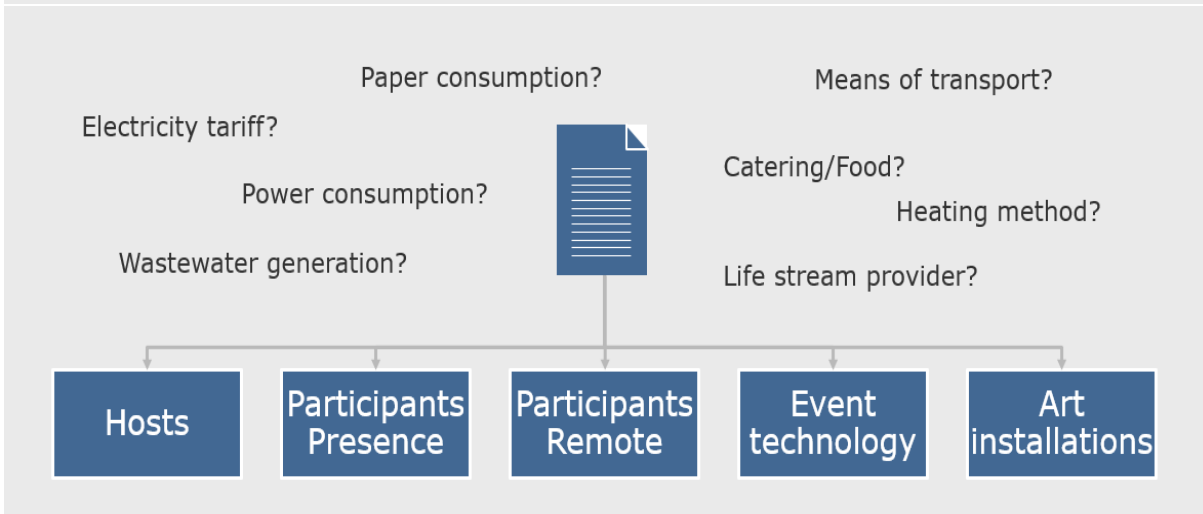 Paper consumption?
Means of transport?
Electricity tariff?
Catering/Food?
Power consumption?
Heating method?
Wastewater generation?
Life stream provider?
Hosts
Participants
Presence
Participants
Remote
Event
technology
Art
installations